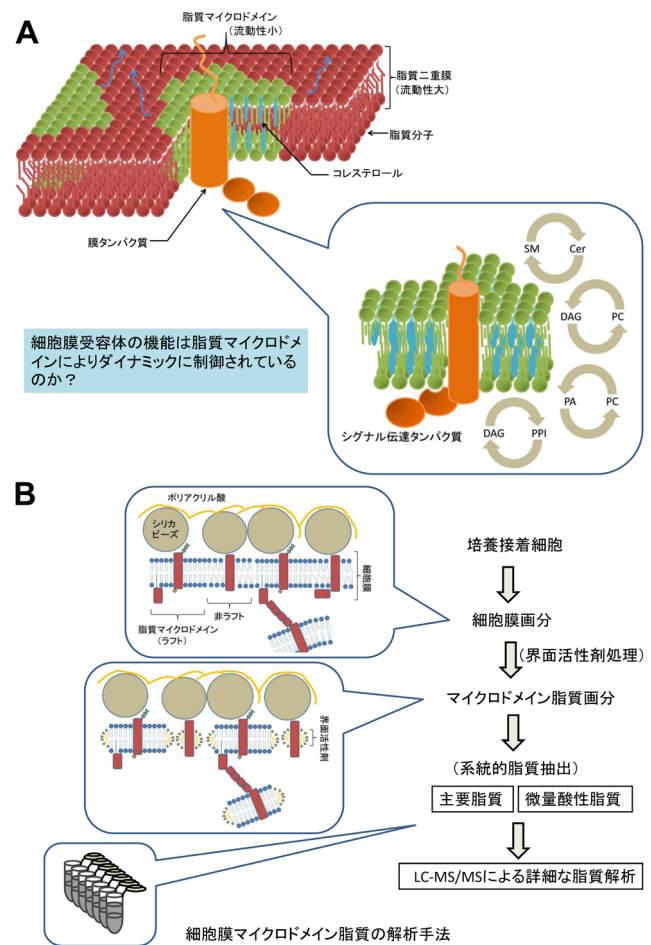 A
脂質マイクロドメイン
（流動性小）
脂質二重膜
（流動性大）
脂質分子
コレステロール
膜タンパク質
SM
Cer
DAG
PC
細胞膜受容体の機能は脂質マイクロドメ
インによりダイナミックに制御されている
のか？
PA
PC
シグナル伝達タンパク質
DAG
PPI
B
ポリアクリル酸
シリカ
ビーズ
細胞膜
非ラフト
脂質マイクロドメイン
（ラフト）
培養接着細胞
細胞膜画分
（界面活性剤処理）
マイクロドメイン脂質画分
界面活性剤
（系統的脂質抽出）
主要脂質
微量酸性脂質
LC-MS/MSによる詳細な脂質解析
細胞膜マイクロドメイン脂質の解析手法